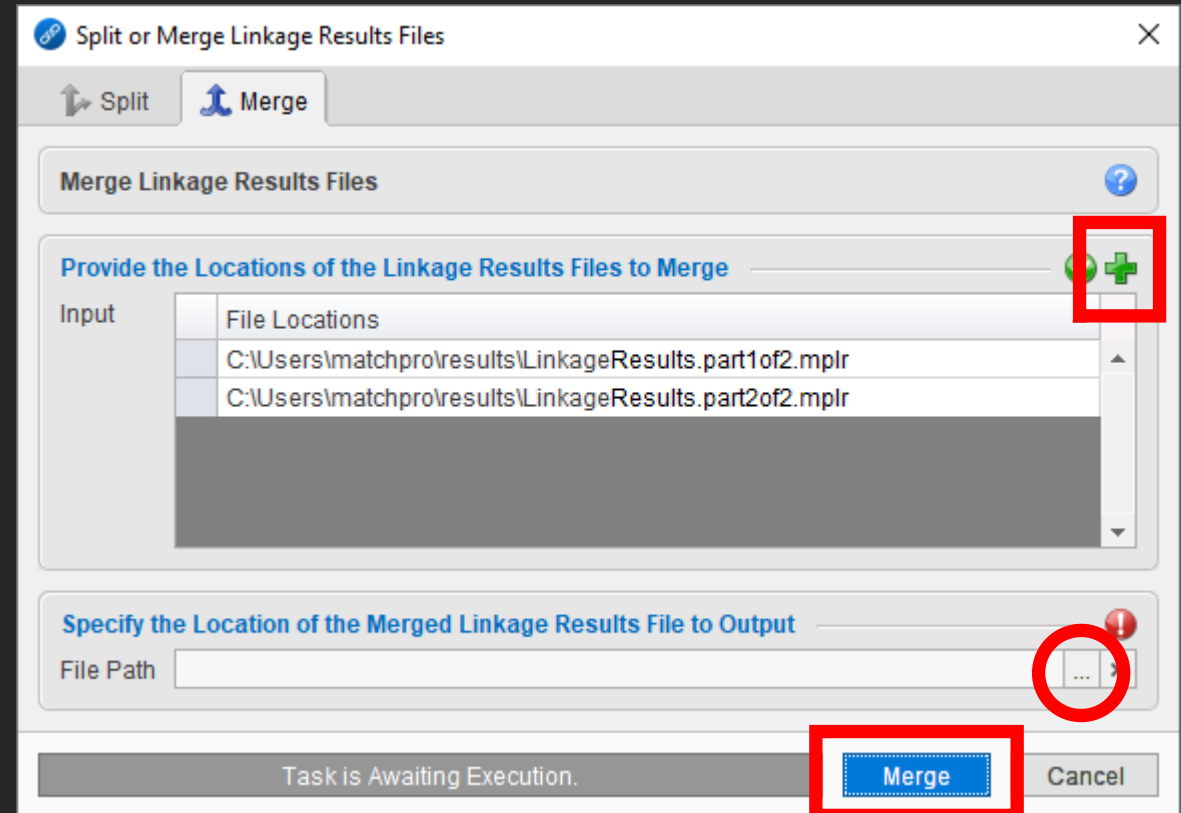 Split or Merge Linkage Results Files
Split
Merge
Merge Linkage Results Files
?
Provide the Locations of the Linkage Results Files to Merge
Input
File Locations
C:\Users\matchpro\results\LinkageResults.part1of2.mplr
C:\Users\matchpro\results\LinkageResults.part2of2.mplr
Specify the Location of the Merged Linkage Results File to Output
!
File Path
...
Task is Awaiting Execution.
Merge
Cancel